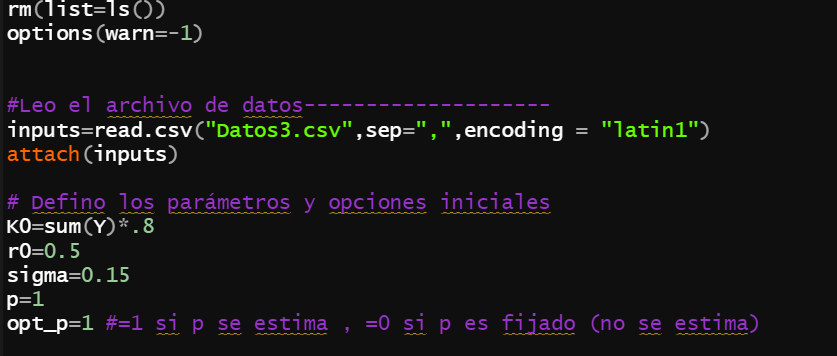 rm(list=ls())
options(warn=-1)
#Leo el archivo de datos--------------------
inputs=read.csv("Datos3.csv",sep=",",encoding = "latin1")
attach(inputs)
# Defino los parámetros y opciones iniciales
K0=sum(Y)*.8
r0=0.5
sigma=0.15
p=1
opt_p=1 #=1 si p se estima , =0 si p es fijado (no se estima)